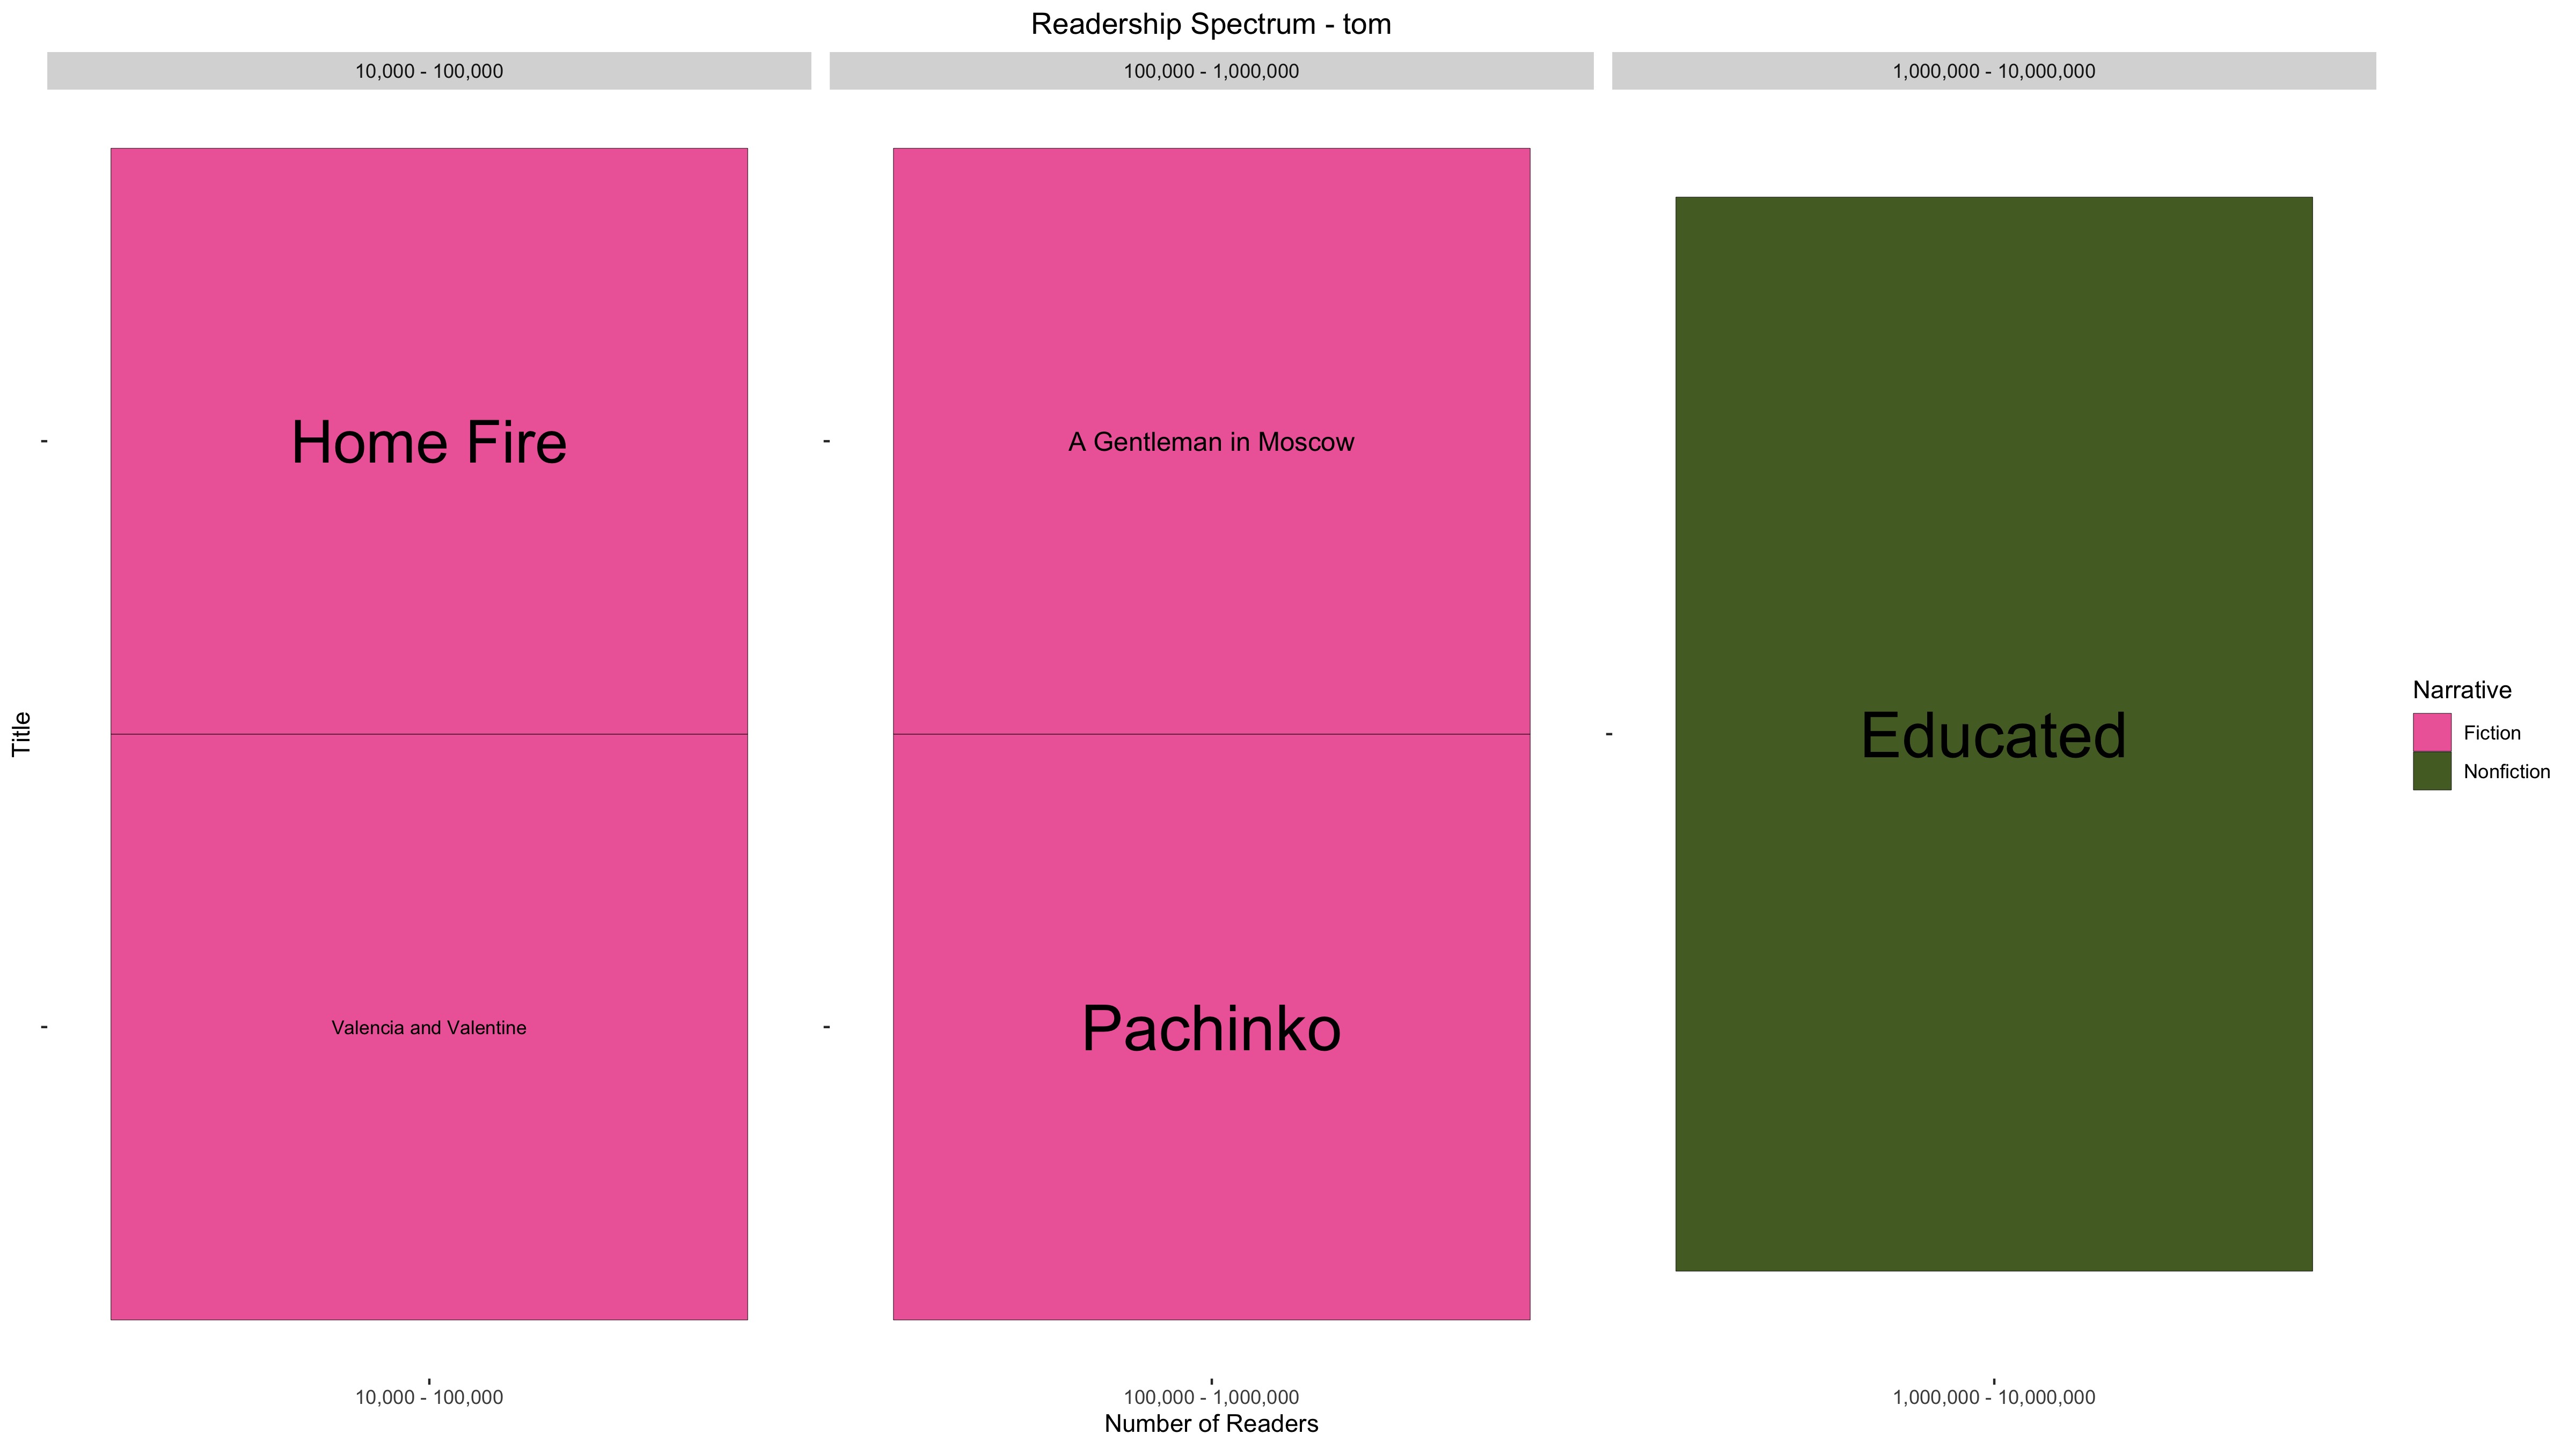 Readership Spectrum - tom
10,000 - 100,000
100,000 - 1,000,000
1,000,000 - 10,000,000
Title
Home Fire
Valencia and Valentine
A Gentleman in Moscow
Pachinko
Educated
Narrative
Fiction
Nonfiction
10,000 - 100,000
100,000 - 1,000,000
1,000,000 - 10,000,000
Number of Readers